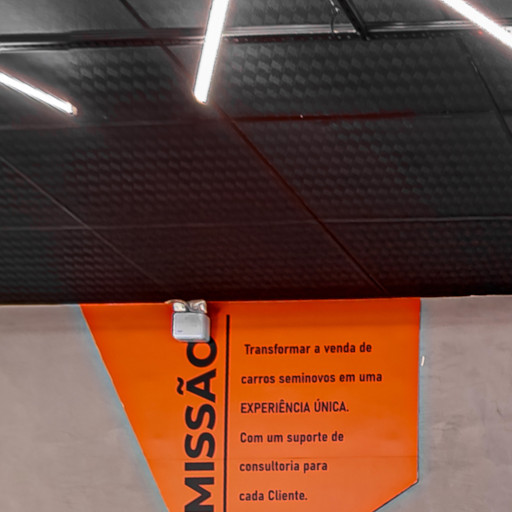 MISSÃO
Transformar a venda de
carros seminovos em uma
EXPERIÊNCIA ÚNICA.
Com um suporte de
consultoria para
cada Cliente.